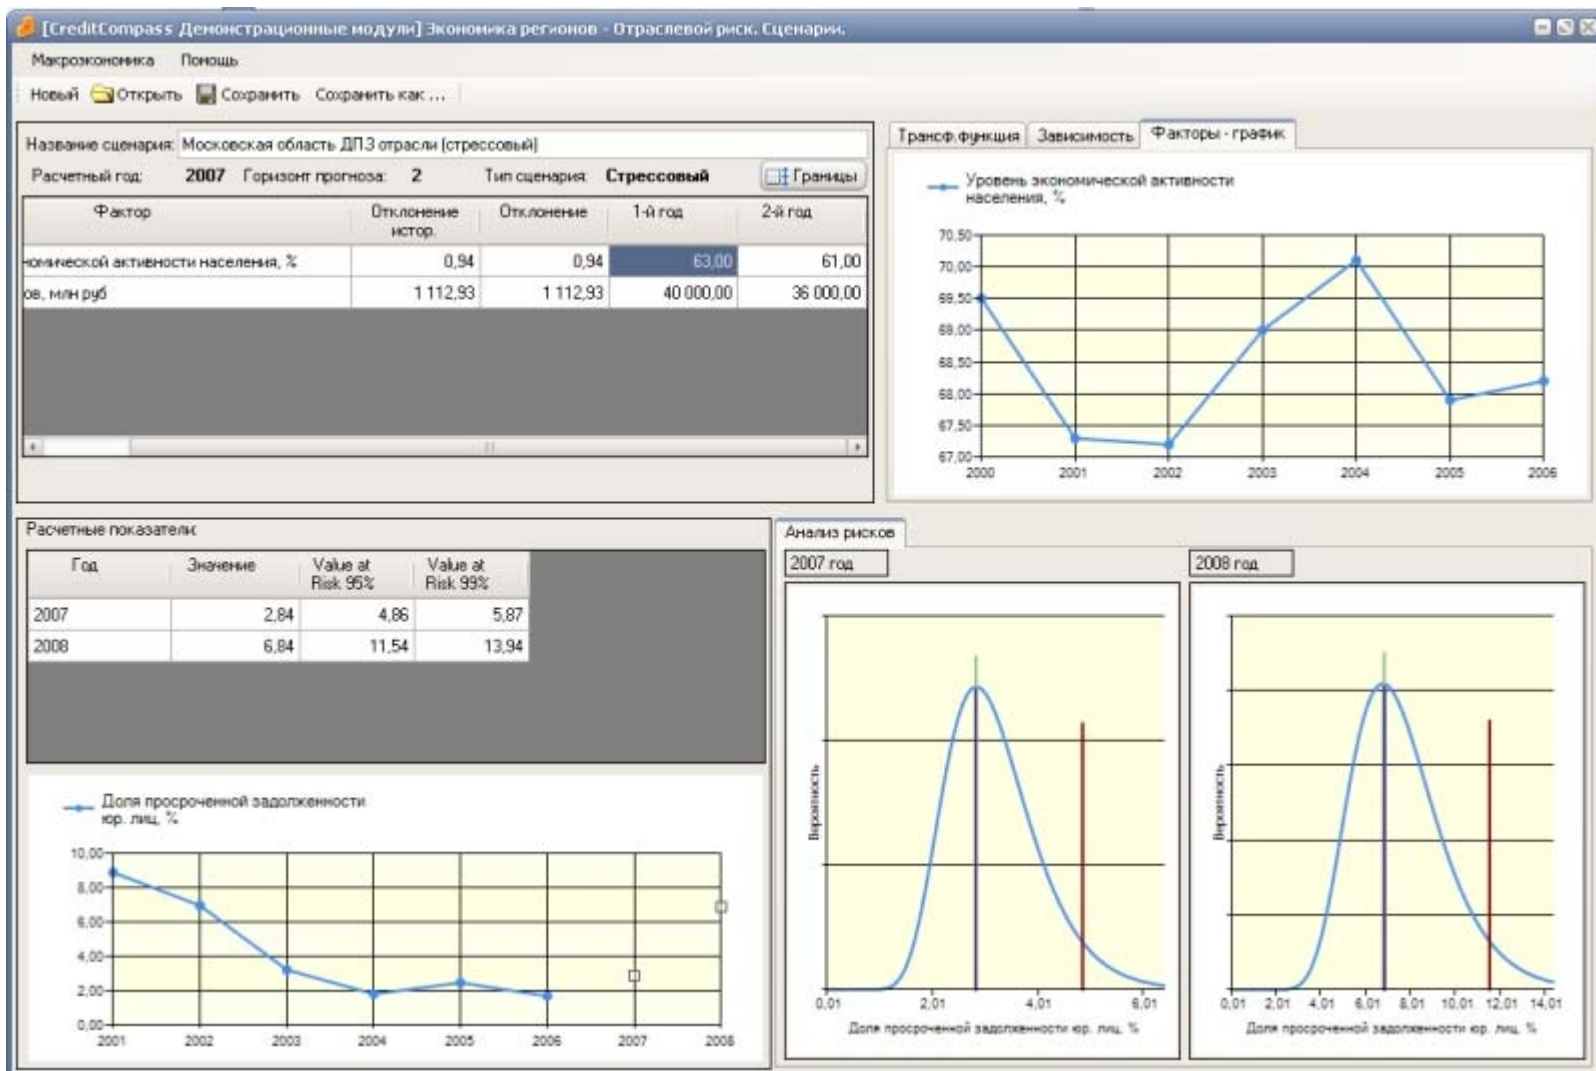 [CreditCompass Демонстрационные модули] Экономика регионов - Отраслевой риск. Сценарии.
Макроэкономика Помощь
Новый Открыть Сохранить Сохранить как ...
Название сценария: Московская область ДПЗ отрасли (стрессовый)
Расчетный год: 2007 Горизонт прогноза: 2 Тип сценария: Стрессовый Границы
Фактор Отклонение истор. Отклонение 1-й год 2-й год
номической активности населения, % 0,94 0,94 63,00 61,00
ов, млн руб 1 112,93 1 112,93 40 000,00 36 000,00
Трансф.функция Зависимость Факторы - график
Уровень экономической активности
населения, %
70,50
70,00
69,50
69,00
68,50
68,00
67,50
67,00
2000 2001 2002 2003 2004 2005 2006
Расчетные показатели:
Год Значение Value at Risk 95% Value at Risk 99%
2007 2,84 4,86 5,87
2008 6,84 11,54 13,94
Доля просроченной задолженности
юр. лиц, %
10,00
8,00
6,00
4,00
2,00
0,00
2001 2002 2003 2004 2005 2006 2007 2008
Анализ рисков
2007 год
Вероятность
0,01 2,01 4,01 6,01
Доля просроченной задолженности юр. лиц, %
2008 год
Вероятность
0,01 2,01 4,01 6,01 8,01 10,01 12,01 14,01
Доля просроченной задолженности юр. лиц, %